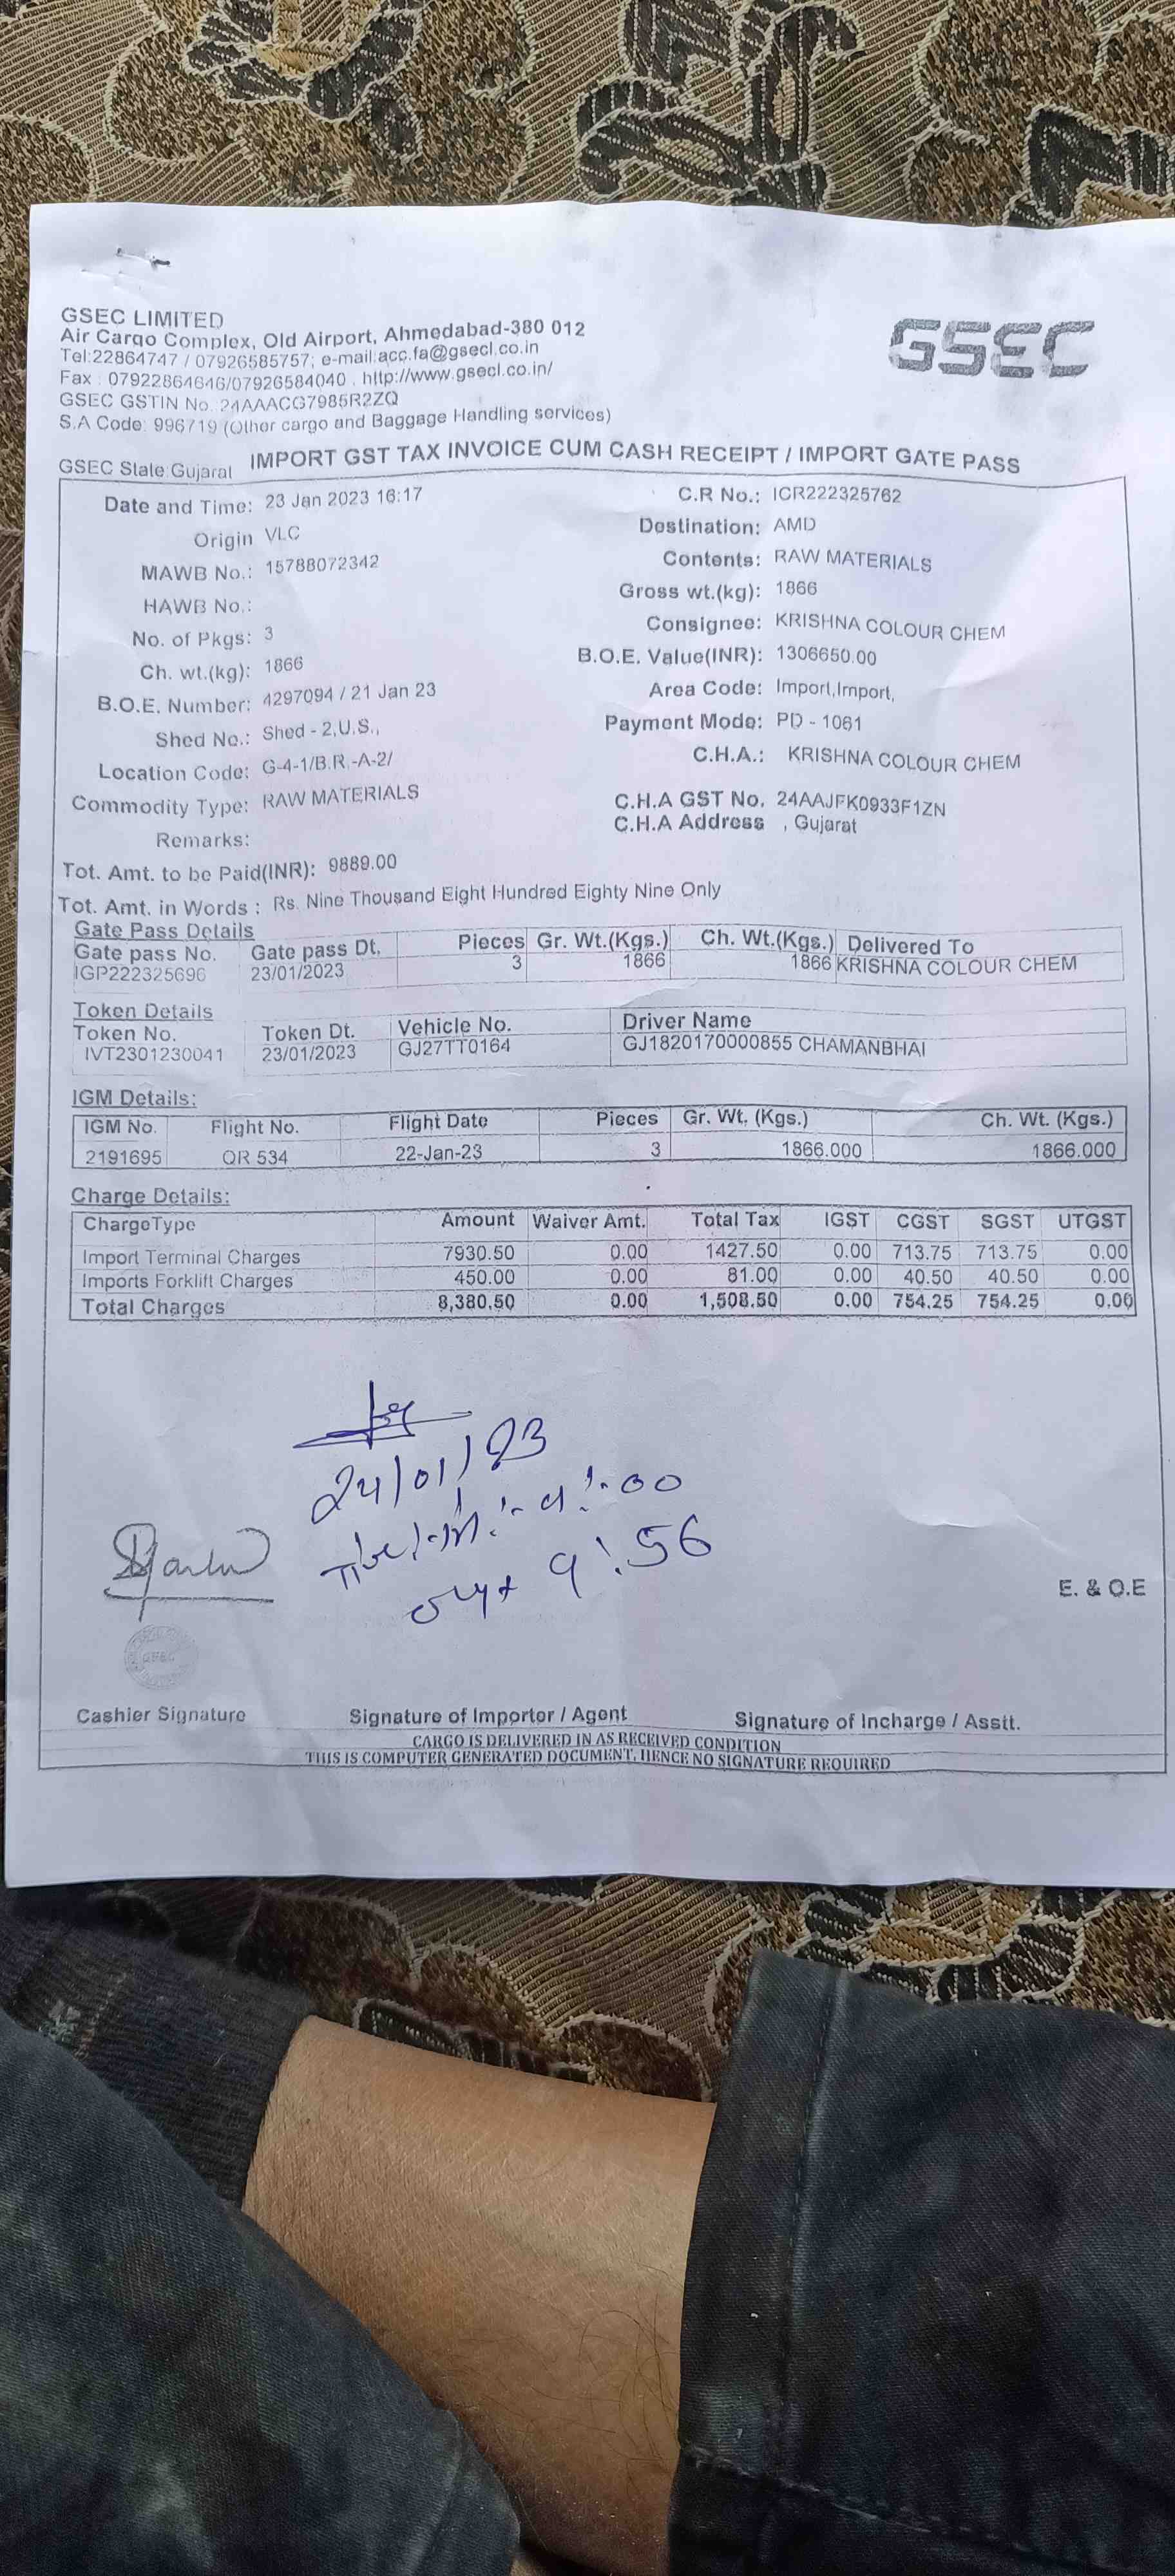 GSEC LIMITED
Air Cargo Complex, Old Airport, Ahmedabad-380 012
Tel:22864747 / 07926585757; e-mail:acc.fa@gsecl.co.in
Fax : 07922864646/07926584040 , http://www.gsecl.co.in/
GSEC GSTIN No. 24AAACG7985R2ZQ
S.A Code: 996719 (Other cargo and Baggage Handling services)
GSEC
GSEC State:Gujarat IMPORT GST TAX INVOICE CUM CASH RECEIPT / IMPORT GATE PASS
Date and Time: 23 Jan 2023 16:17 C.R No.: ICR222325762
Origin VLC Destination: AMD
MAWB No.: 15788072342 Contents: RAW MATERIALS
HAWB No.: Gross wt.(kg): 1866
No. of Pkgs: 3 Consignee: KRISHNA COLOUR CHEM
Ch. wt.(kg): 1866 B.O.E. Value(INR): 1306650.00
B.O.E. Number: 4297094 / 21 Jan 23 Area Code: Import,Import,
Shed No.: Shed - 2,U.S., Payment Mode: PD - 1061
Location Code: G-4-1/B.R.-A-2/ C.H.A.: KRISHNA COLOUR CHEM
Commodity Type: RAW MATERIALS C.H.A GST No. 24AAJFK0933F1ZN
Remarks: C.H.A Address , Gujarat
Tot. Amt. to be Paid(INR): 9889.00
Tot. Amt. in Words : Rs. Nine Thousand Eight Hundred Eighty Nine Only
Gate Pass Details
Gate pass No. Gate pass Dt. Pieces Gr. Wt.(Kgs.) Ch. Wt.(Kgs.) Delivered To
IGP222325696 23/01/2023 3 1866 1866 KRISHNA COLOUR CHEM
Token Details
Token No. Token Dt. Vehicle No. Driver Name
IVT2301230041 23/01/2023 GJ27TT0164 GJ1820170000855 CHAMANBHAI
IGM Details:
IGM No. Flight No. Flight Date Pieces Gr. Wt. (Kgs.) Ch. Wt. (Kgs.)
2191695 QR 534 22-Jan-23 3 1866.000 1866.000
Charge Details:
ChargeType Amount Waiver Amt. Total Tax IGST CGST SGST UTGST
Import Terminal Charges 7930.50 0.00 1427.50 0.00 713.75 713.75 0.00
Imports Forklift Charges 450.00 0.00 81.00 0.00 40.50 40.50 0.00
Total Charges 8,380.50 0.00 1,508.50 0.00 754.25 754.25 0.00
24/01/23
out 9:56
E. & O.E
Cashier Signature Signature of Importer / Agent Signature of Incharge / Asstt.
CARGO IS DELIVERED IN AS RECEIVED CONDITION
THIS IS COMPUTER GENERATED DOCUMENT, HENCE NO SIGNATURE REQUIRED